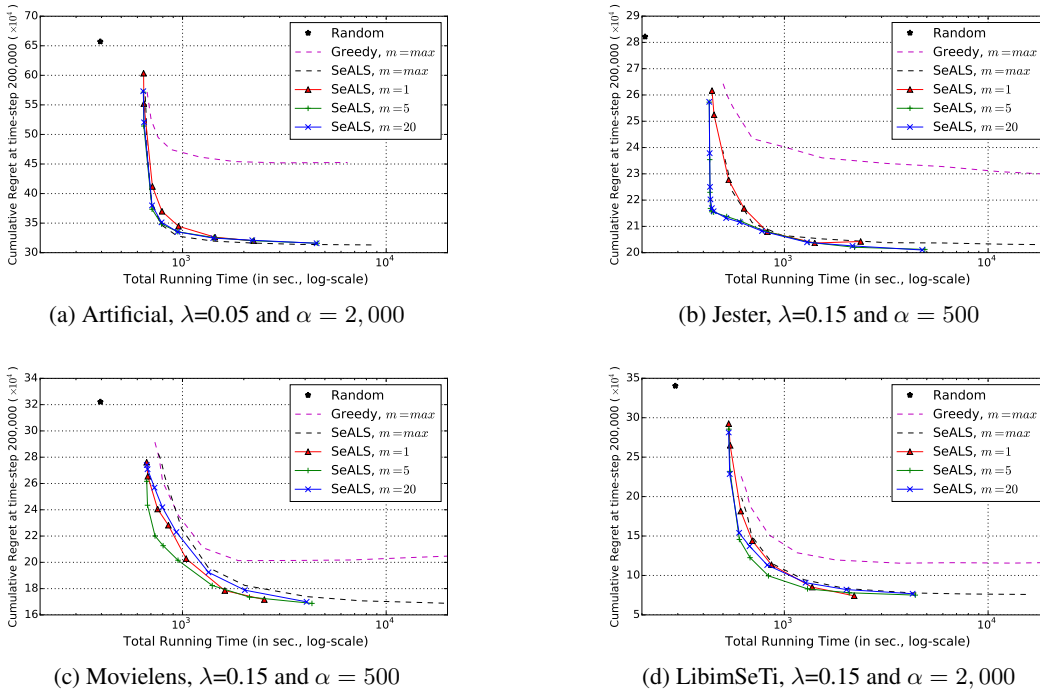 Cumulative Regret at time-step 200,000 (×10⁴)
70
65
60
55
50
45
40
35
30
10³
10⁴
Total Running Time (in sec., log-scale)
Random
Greedy, m=max
SeALS, m=max
SeALS, m=1
SeALS, m=5
SeALS, m=20
(a) Artificial, λ=0.05 and α = 2,000
Cumulative Regret at time-step 200,000 (×10⁴)
29
28
27
26
25
24
23
22
21
20
10³
10⁴
Total Running Time (in sec., log-scale)
Random
Greedy, m=max
SeALS, m=max
SeALS, m=1
SeALS, m=5
SeALS, m=20
(b) Jester, λ=0.15 and α = 500
Cumulative Regret at time-step 200,000 (×10⁴)
34
32
30
28
26
24
22
20
18
16
10³
10⁴
Total Running Time (in sec., log-scale)
Random
Greedy, m=max
SeALS, m=max
SeALS, m=1
SeALS, m=5
SeALS, m=20
(c) Movielens, λ=0.15 and α = 500
Cumulative Regret at time-step 200,000 (×10⁴)
35
30
25
20
15
10
5
10³
10⁴
Total Running Time (in sec., log-scale)
Random
Greedy, m=max
SeALS, m=max
SeALS, m=1
SeALS, m=5
SeALS, m=20
(d) LibimSeTi, λ=0.15 and α = 2,000